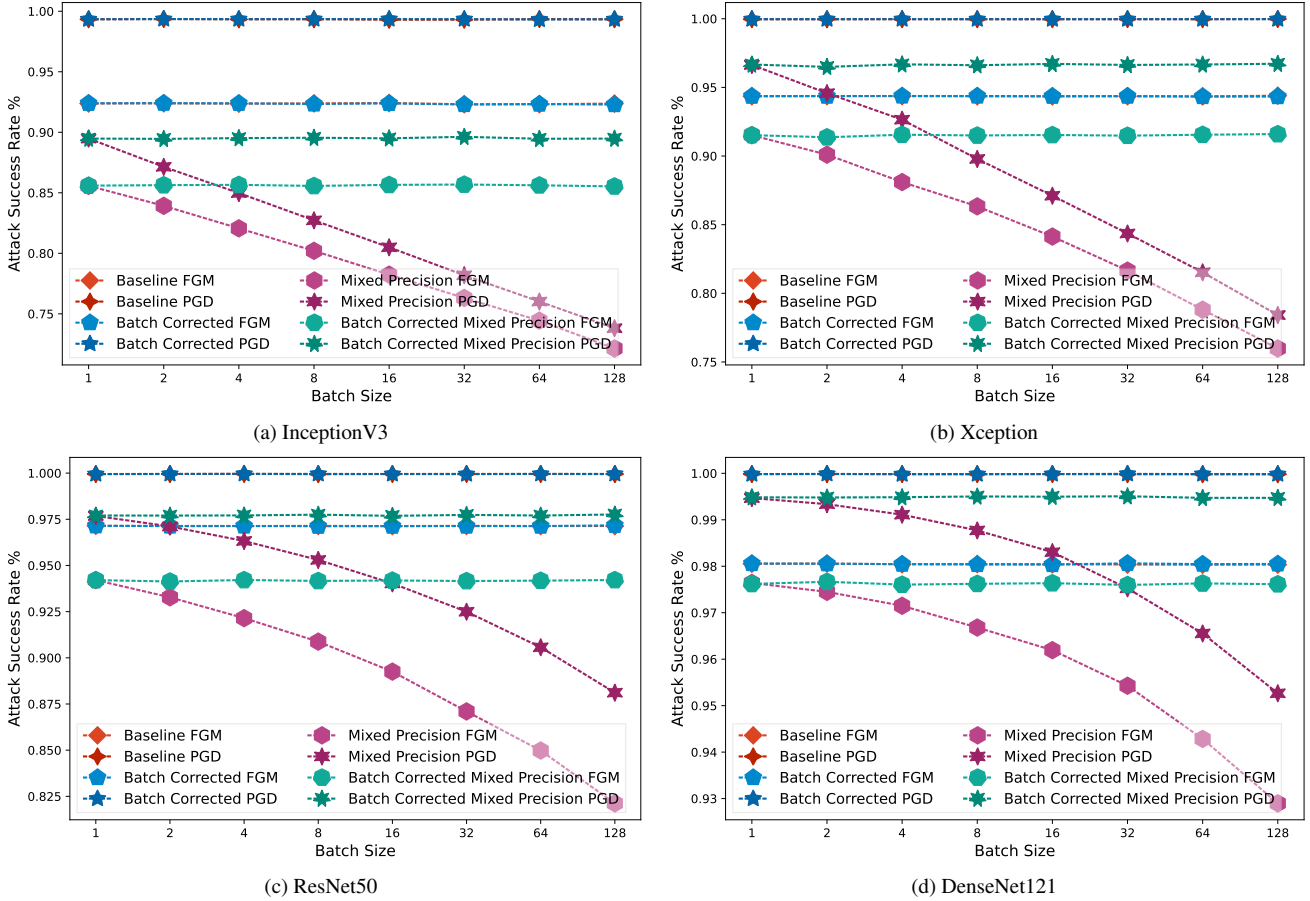 1.00
0.95
0.90
0.85
0.80
0.75
Attack Success Rate %
Baseline FGM
Baseline PGD
Batch Corrected FGM
Batch Corrected PGD
Mixed Precision FGM
Mixed Precision PGD
Batch Corrected Mixed Precision FGM
Batch Corrected Mixed Precision PGD
1 2 4 8 16 32 64 128
Batch Size
(a) InceptionV3
1.00
0.95
0.90
0.85
0.80
0.75
Attack Success Rate %
Baseline FGM
Baseline PGD
Batch Corrected FGM
Batch Corrected PGD
Mixed Precision FGM
Mixed Precision PGD
Batch Corrected Mixed Precision FGM
Batch Corrected Mixed Precision PGD
1 2 4 8 16 32 64 128
Batch Size
(b) Xception
1.000
0.975
0.950
0.925
0.900
0.875
0.850
0.825
Attack Success Rate %
Baseline FGM
Baseline PGD
Batch Corrected FGM
Batch Corrected PGD
Mixed Precision FGM
Mixed Precision PGD
Batch Corrected Mixed Precision FGM
Batch Corrected Mixed Precision PGD
1 2 4 8 16 32 64 128
Batch Size
(c) ResNet50
1.00
0.99
0.98
0.97
0.96
0.95
0.94
0.93
Attack Success Rate %
Baseline FGM
Baseline PGD
Batch Corrected FGM
Batch Corrected PGD
Mixed Precision FGM
Mixed Precision PGD
Batch Corrected Mixed Precision FGM
Batch Corrected Mixed Precision PGD
1 2 4 8 16 32 64 128
Batch Size
(d) DenseNet121